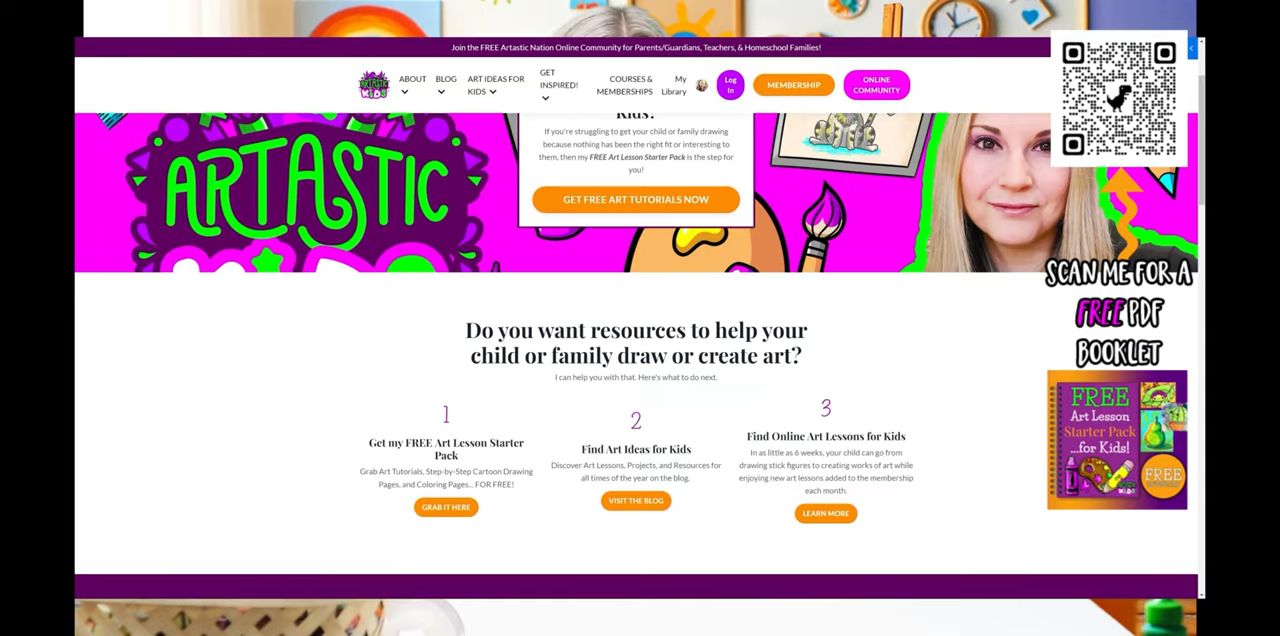 Join the FREE Artastic Nation Online Community for Parents/Guardians, Teachers, & Homeschool Families!
ARTASTIC
KIDS
ABOUT
BLOG
ART IDEAS FOR
KIDS
GET
INSPIRED!
COURSES &
MEMBERSHIPS
My
Library
Log
In
MEMBERSHIP
ONLINE
COMMUNITY
Kids?
If you're struggling to get your child or family drawing
because nothing has been the right fit or interesting to
them, then my FREE Art Lesson Starter Pack is the step for
you!
GET FREE ART TUTORIALS NOW
ARTASTIC
SCAN ME FOR A
FREE PDF
BOOKLET
FREE
Art Lesson
Starter Pack
...for Kids!
FREE
Do you want resources to help your
child or family draw or create art?
I can help you with that. Here's what to do next.
1
Get my FREE Art Lesson Starter
Pack
Grab Art Tutorials, Step-by-Step Cartoon Drawing
Pages, and Coloring Pages... FOR FREE!
GRAB IT HERE
2
Find Art Ideas for Kids
Discover Art Lessons, Projects, and Resources for
all times of the year on the blog.
VISIT THE BLOG
3
Find Online Art Lessons for Kids
In as little as 6 weeks, your child can go from
drawing stick figures to creating works of art while
enjoying new art lessons added to the membership
each month.
LEARN MORE